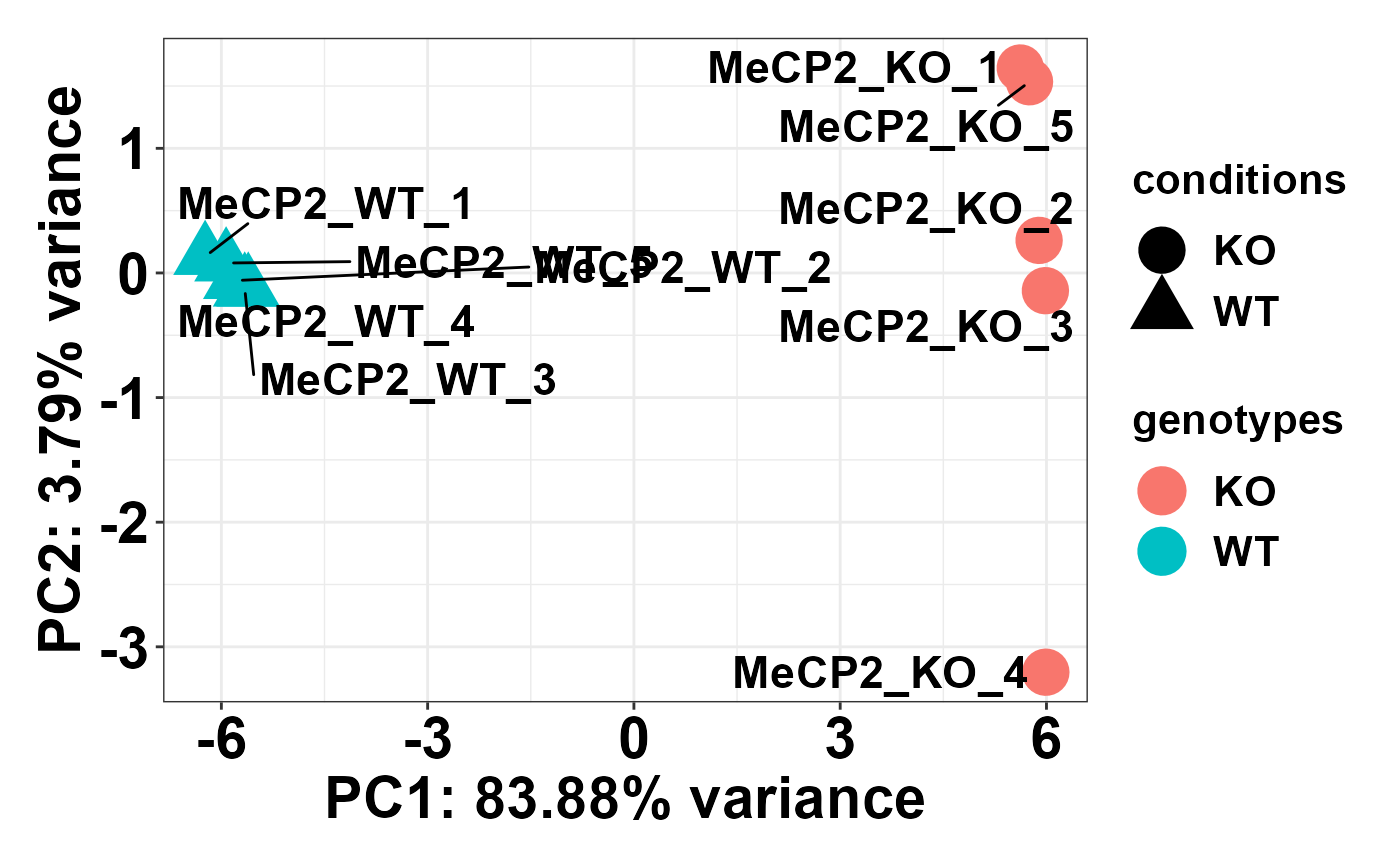 PC2: 3.79% variance
1
0
-1
-2
-3
MeCP2_KO_1
MeCP2_KO_5
MeCP2_WT_1
MeCP2_KO_2
MeCP2_WT_5
MeCP2_WT_2
MeCP2_WT_4
MeCP2_KO_3
MeCP2_WT_3
MeCP2_KO_4
-6
-3
0
3
6
PC1: 83.88% variance
conditions
KO
WT
genotypes
KO
WT